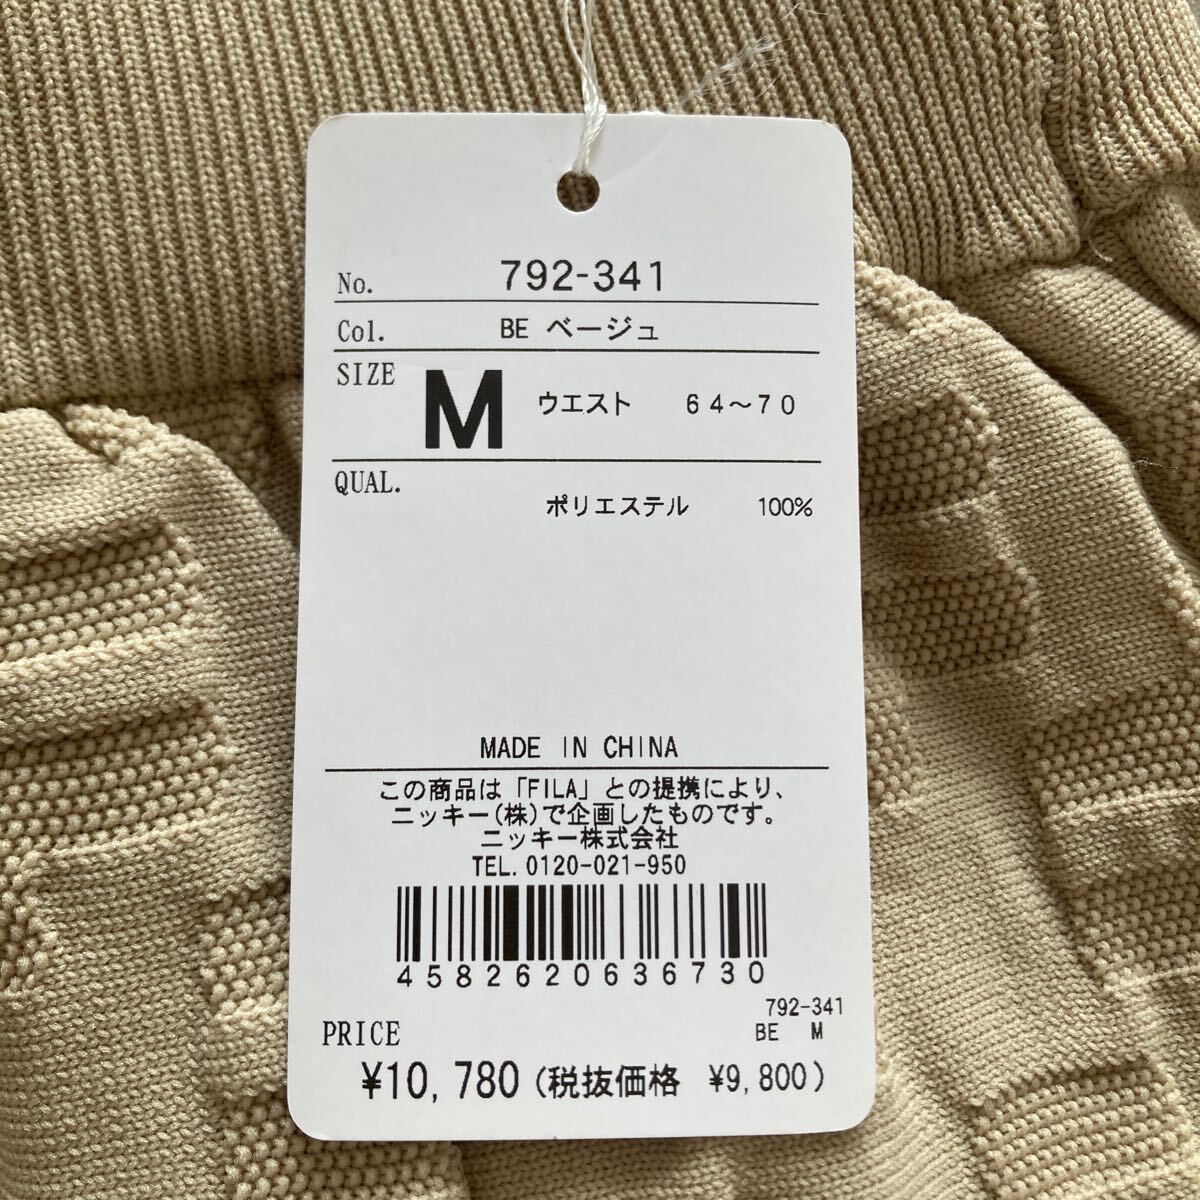 No. 792-341
Col. BE ベージュ
SIZE M ウエスト 64～70
QUAL.
ポリエステル 100%
MADE IN CHINA
この商品は「FILA」との提携により、
ニッキー(株)で企画したものです。
ニッキー株式会社
TEL. 0120-021-950
4582620636730
792-341
BE M
PRICE
¥10,780 (税抜価格 ¥9,800)